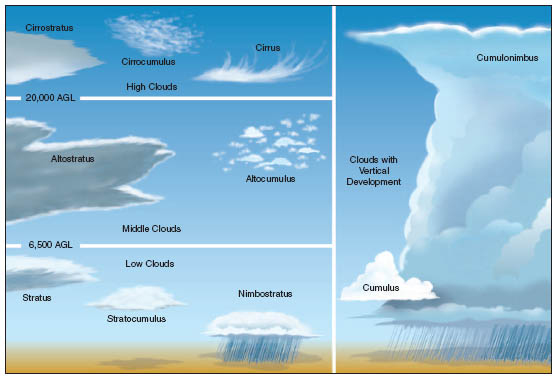 Cirrostratus
Cirrocumulus
Cirrus
High Clouds
20,000 AGL
Altostratus
Altocumulus
Middle Clouds
6,500 AGL
Low Clouds
Stratus
Stratocumulus
Nimbostratus
Cumulonimbus
Clouds with
Vertical
Development
Cumulus